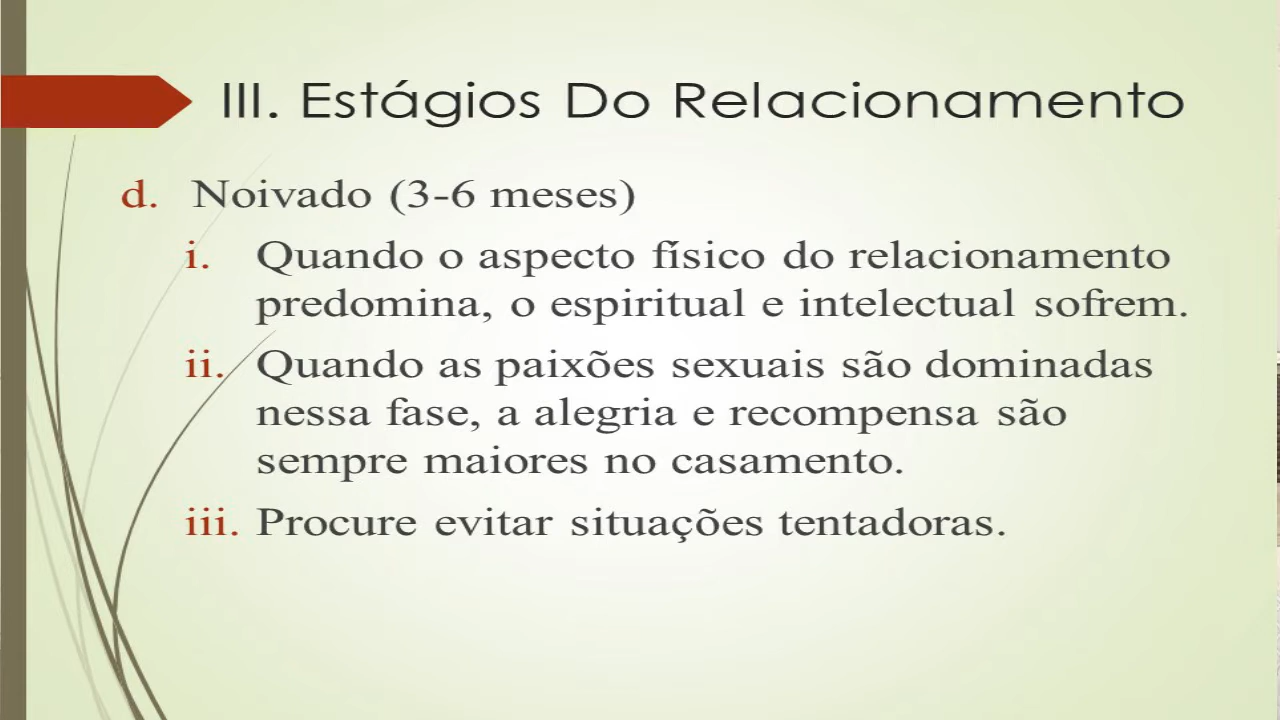 III. Estágios Do Relacionamento
d. Noivado (3-6 meses)
i. Quando o aspecto físico do relacionamento
predomina, o espiritual e intelectual sofrem.
ii. Quando as paixões sexuais são dominadas
nessa fase, a alegria e recompensa são
sempre maiores no casamento.
iii. Procure evitar situações tentadoras.